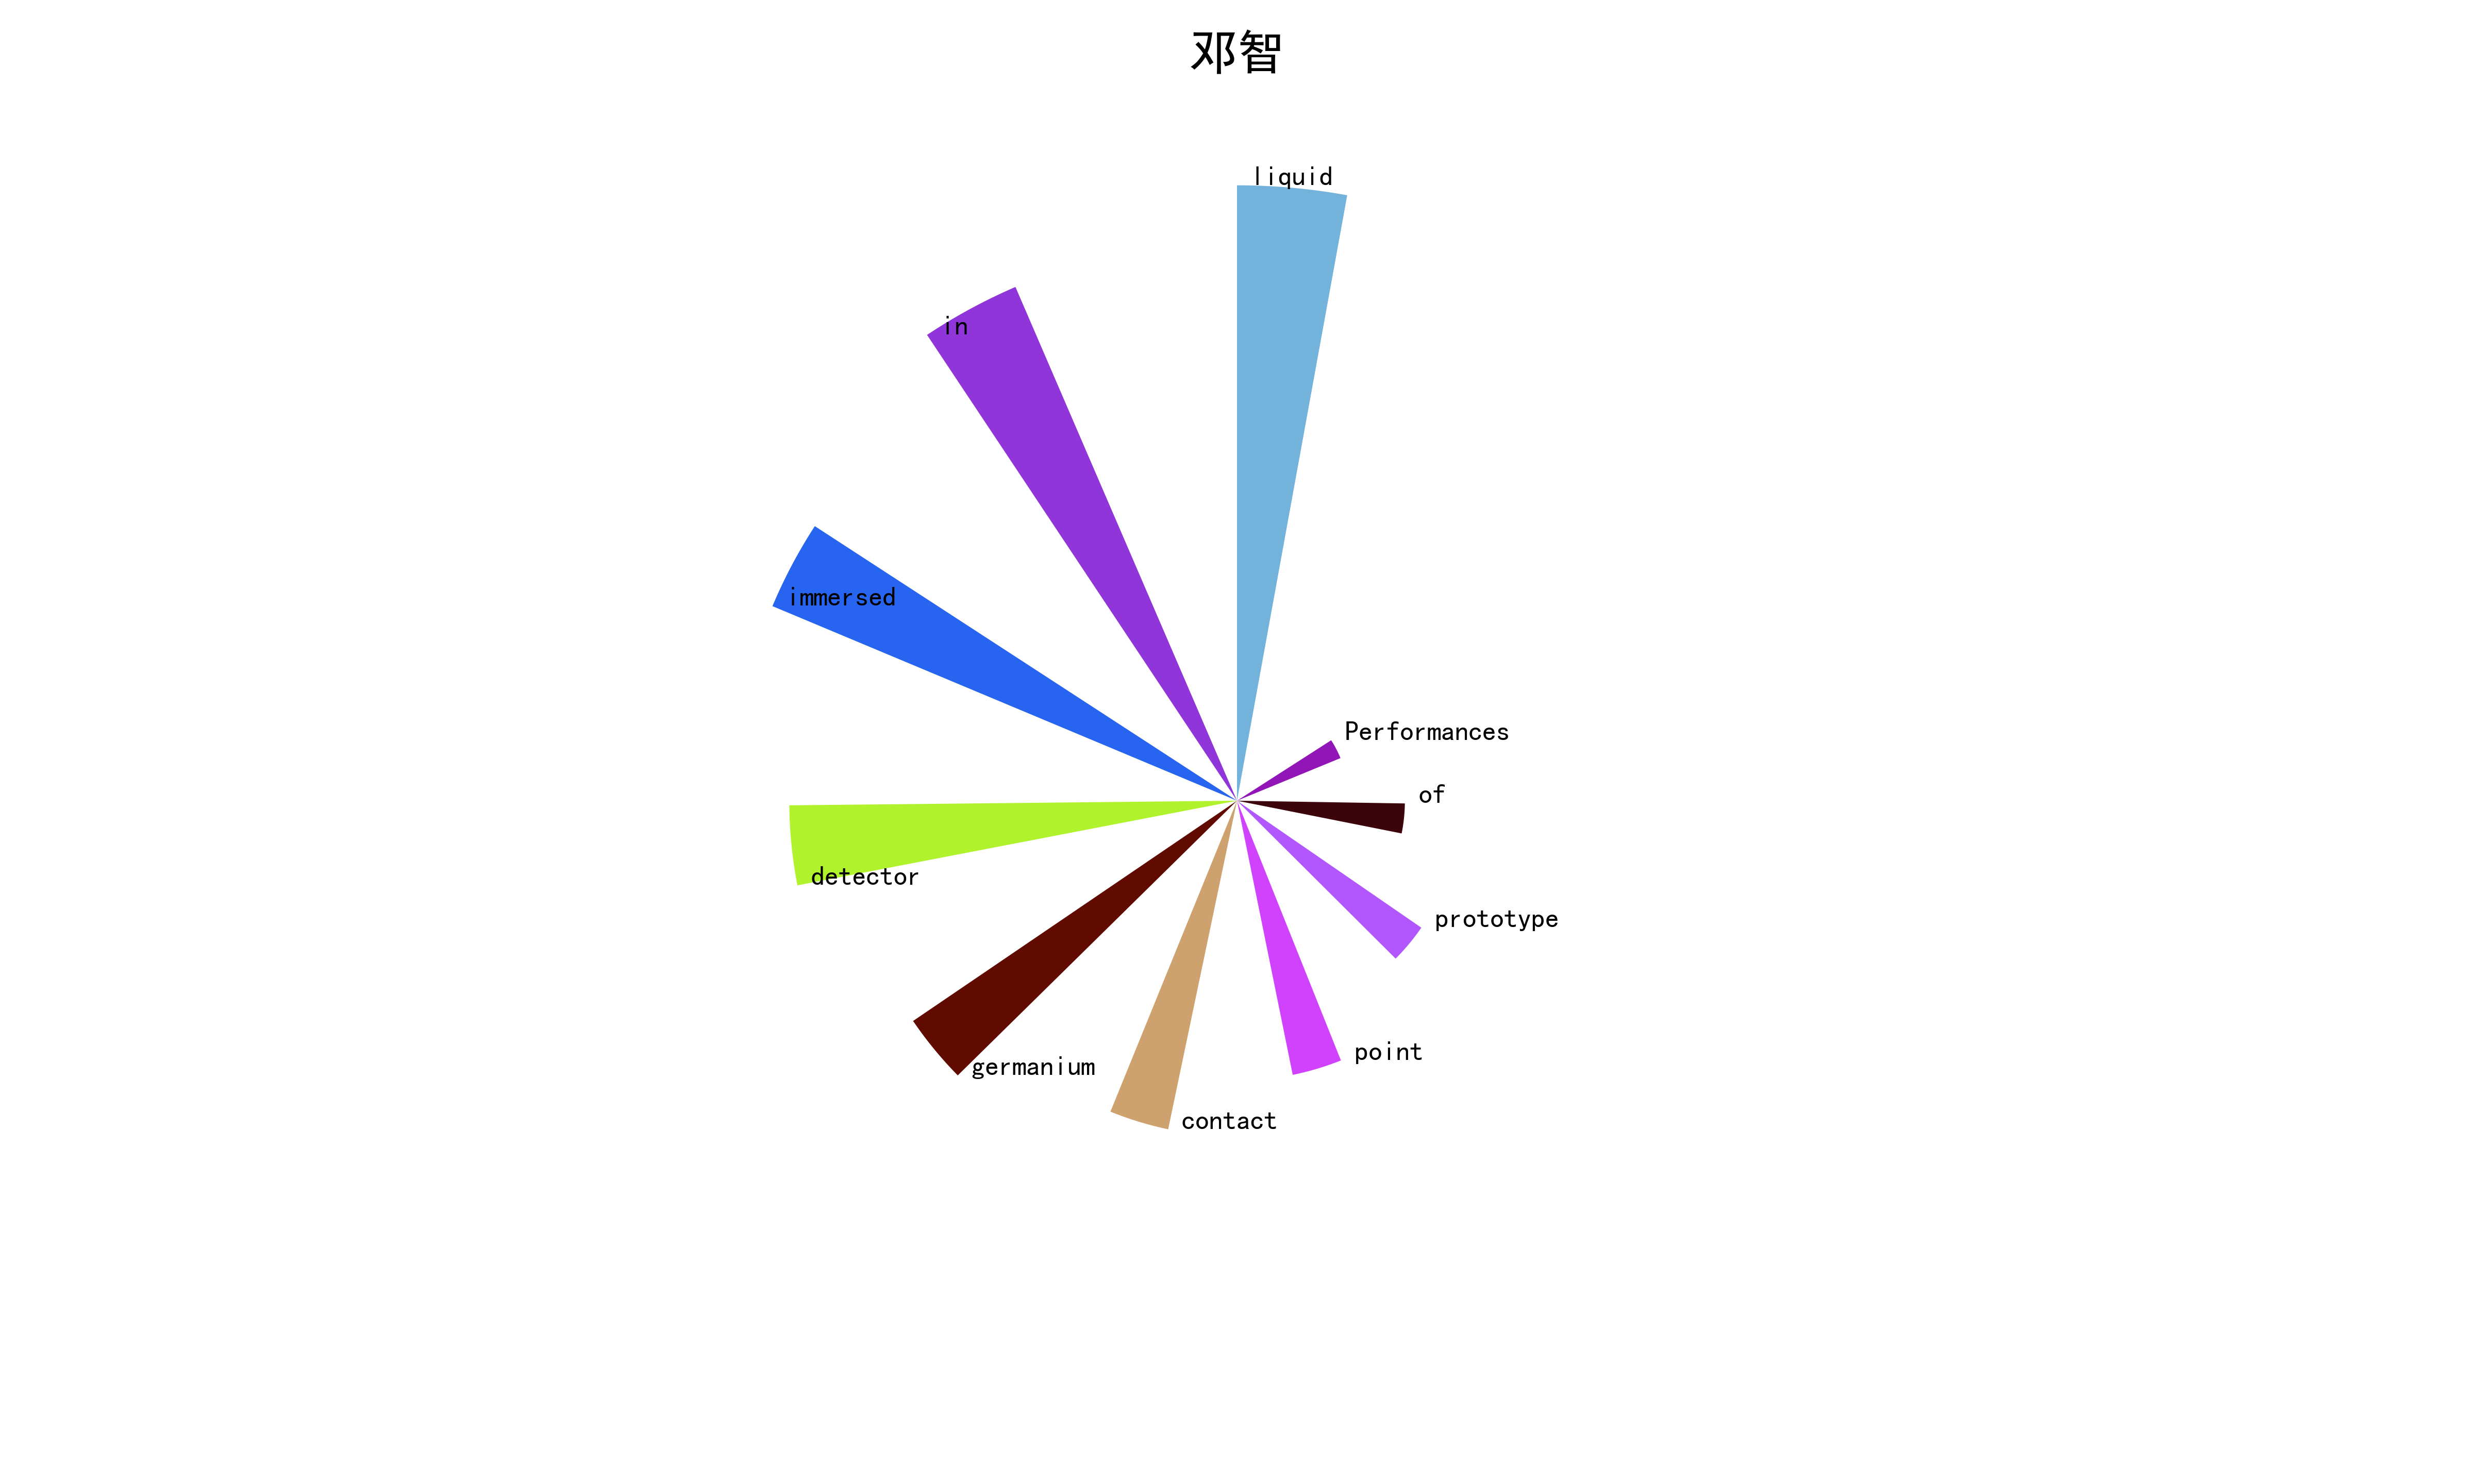 邓智
liquid
in
immersed
Performances
of
detector
prototype
point
germanium
contact